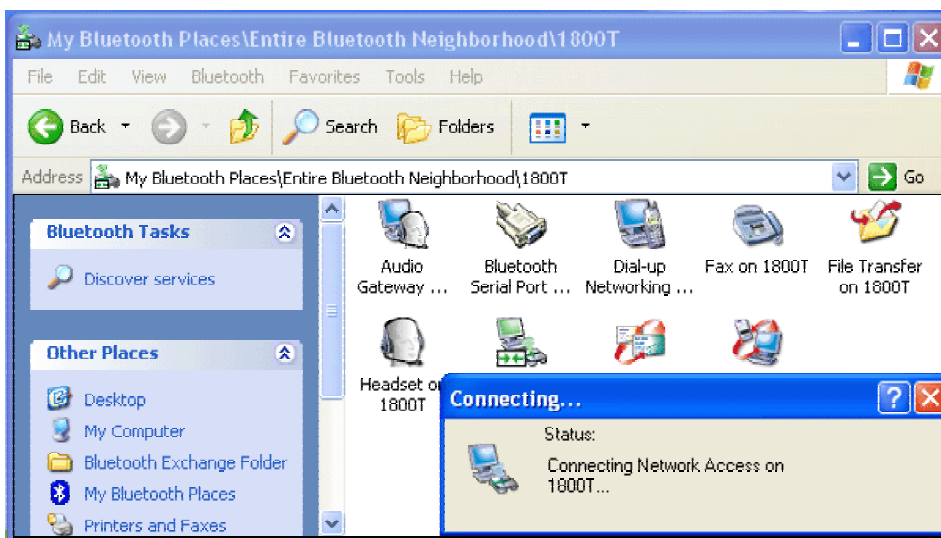 My Bluetooth Places\Entire Bluetooth Neighborhood\1800T
File Edit View Bluetooth Favorites Tools Help
Back Search Folders
Address My Bluetooth Places\Entire Bluetooth Neighborhood\1800T Go
Bluetooth Tasks
Discover services
Other Places
Desktop
My Computer
Bluetooth Exchange Folder
My Bluetooth Places
Printers and Faxes
Audio
Gateway ...
Bluetooth
Serial Port ...
Dial-up
Networking ...
Fax on 1800T
File Transfer
on 1800T
Headset on
1800T
Connecting...
Status:
Connecting Network Access on
1800T...